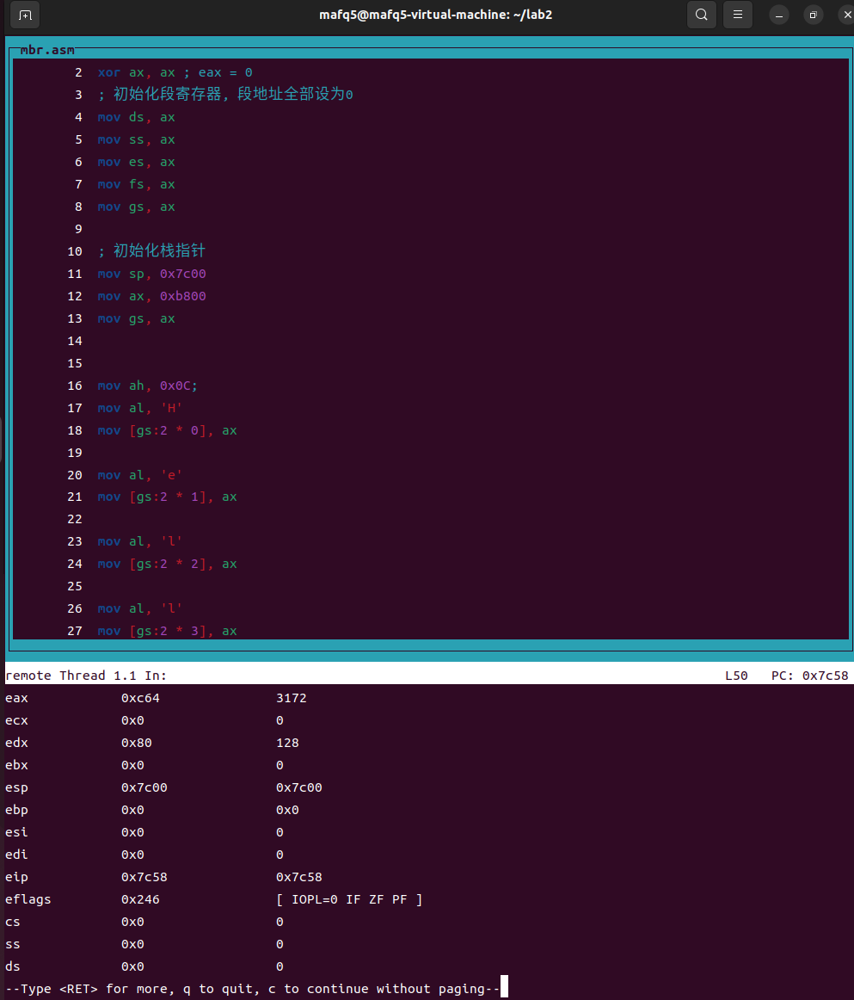 mafq5@mafq5-virtual-machine: ~/lab2
mbr.asm
2 xor ax, ax ; eax = 0
3 ; 初始化段寄存器, 段地址全部设为0
4 mov ds, ax
5 mov ss, ax
6 mov es, ax
7 mov fs, ax
8 mov gs, ax
9
10 ; 初始化栈指针
11 mov sp, 0x7c00
12 mov ax, 0xb800
13 mov gs, ax
14
15
16 mov ah, 0x0C;
17 mov al, 'H'
18 mov [gs:2 * 0], ax
19
20 mov al, 'e'
21 mov [gs:2 * 1], ax
22
23 mov al, 'l'
24 mov [gs:2 * 2], ax
25
26 mov al, 'l'
27 mov [gs:2 * 3], ax
remote Thread 1.1 In: L50 PC: 0x7c58
eax 0xc64 3172
ecx 0x0 0
edx 0x80 128
ebx 0x0 0
esp 0x7c00 0x7c00
ebp 0x0 0x0
esi 0x0 0
edi 0x0 0
eip 0x7c58 0x7c58
eflags 0x246 [ IOPL=0 IF ZF PF ]
cs 0x0 0
ss 0x0 0
ds 0x0 0
--Type <RET> for more, q to quit, c to continue without paging--